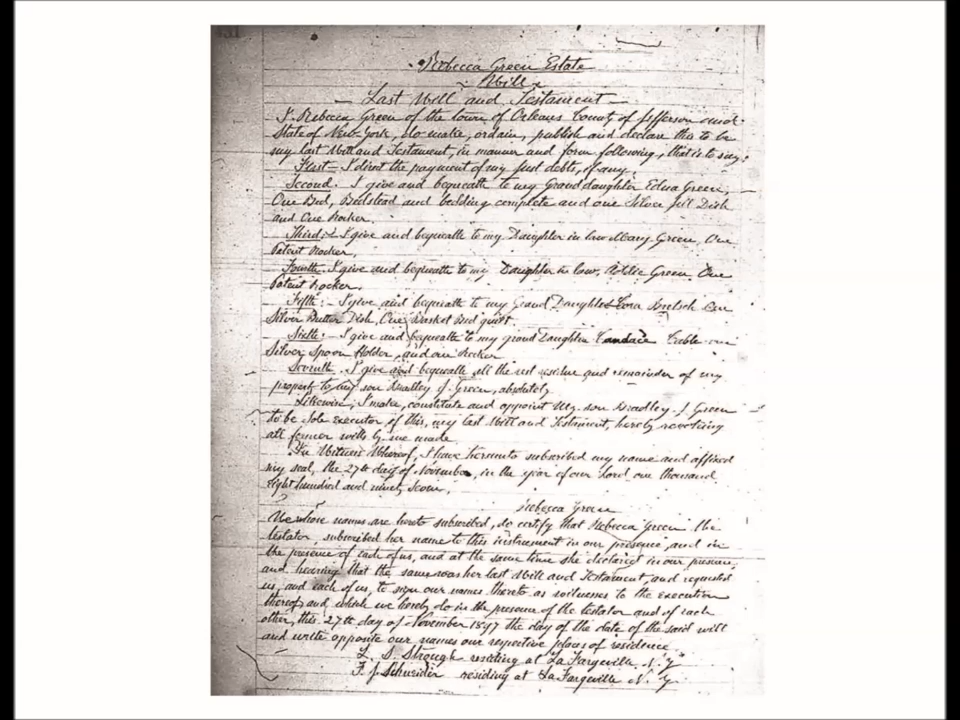 Rebecca Green Estate
Will
Last Will and Testament
I, Rebecca Green of the town of Orleans County of Jefferson and
State of New-York, do make, ordain, publish and declare this to be
my last Will and Testament, in manner and form following, that is to say:
First - I direct the payment of my just debts, if any.
Second. I give and bequeath to my Grand daughter Edna Green,
One Bed, Bedstead and bedding complete and one Silver Dish
and One Rocker.
Third; - I give and bequeath to my Daughter in law Mary Green, One
Patent Rocker.
Fourth, I give and bequeath to my Daughter in law, Addie Green One
Patent Rocker.
Fifth: - I give and bequeath to my Grand Daughter One
Silver Butter Dish, One Basket Bed quilt.
Sixth: - I give and bequeath to my grand Daughter Candace one
Silver Spoon Holder, and one Rocker
Seventh. I give and bequeath all the rest residue and remainder of my
property to my son Bradley J. Green, absolutely.
Likewise, I make, constitute and appoint my son Bradley J. Green
to be Sole executor of this, my last Will and Testament, hereby revoking
all former wills by me made.
In Witness Whereof, I have hereunto subscribed my name and affixed
my seal, the 27th day of November, in the year of our Lord one thousand
Eight hundred and ninety Seven.
Rebecca Green
We whose names are hereto subscribed, do certify that Rebecca Green the
testator, subscribed her name to this instrument in our presence, and in
the presence of each of us, and at the same time she declared in our presence,
and hearing that the same was her last Will and Testament, and requested
us, and each of us, to sign our names thereto as witnesses to the execution
thereof, and which we hereby do in the presence of the testator and of each
other, this 27th day of November 1897 the day of the date of the said will
and write opposite our names our respective places of residence.
L. S. Strough residing at La Fargeville N. Y
F. J. Schneider residing at La Fargeville N. Y.